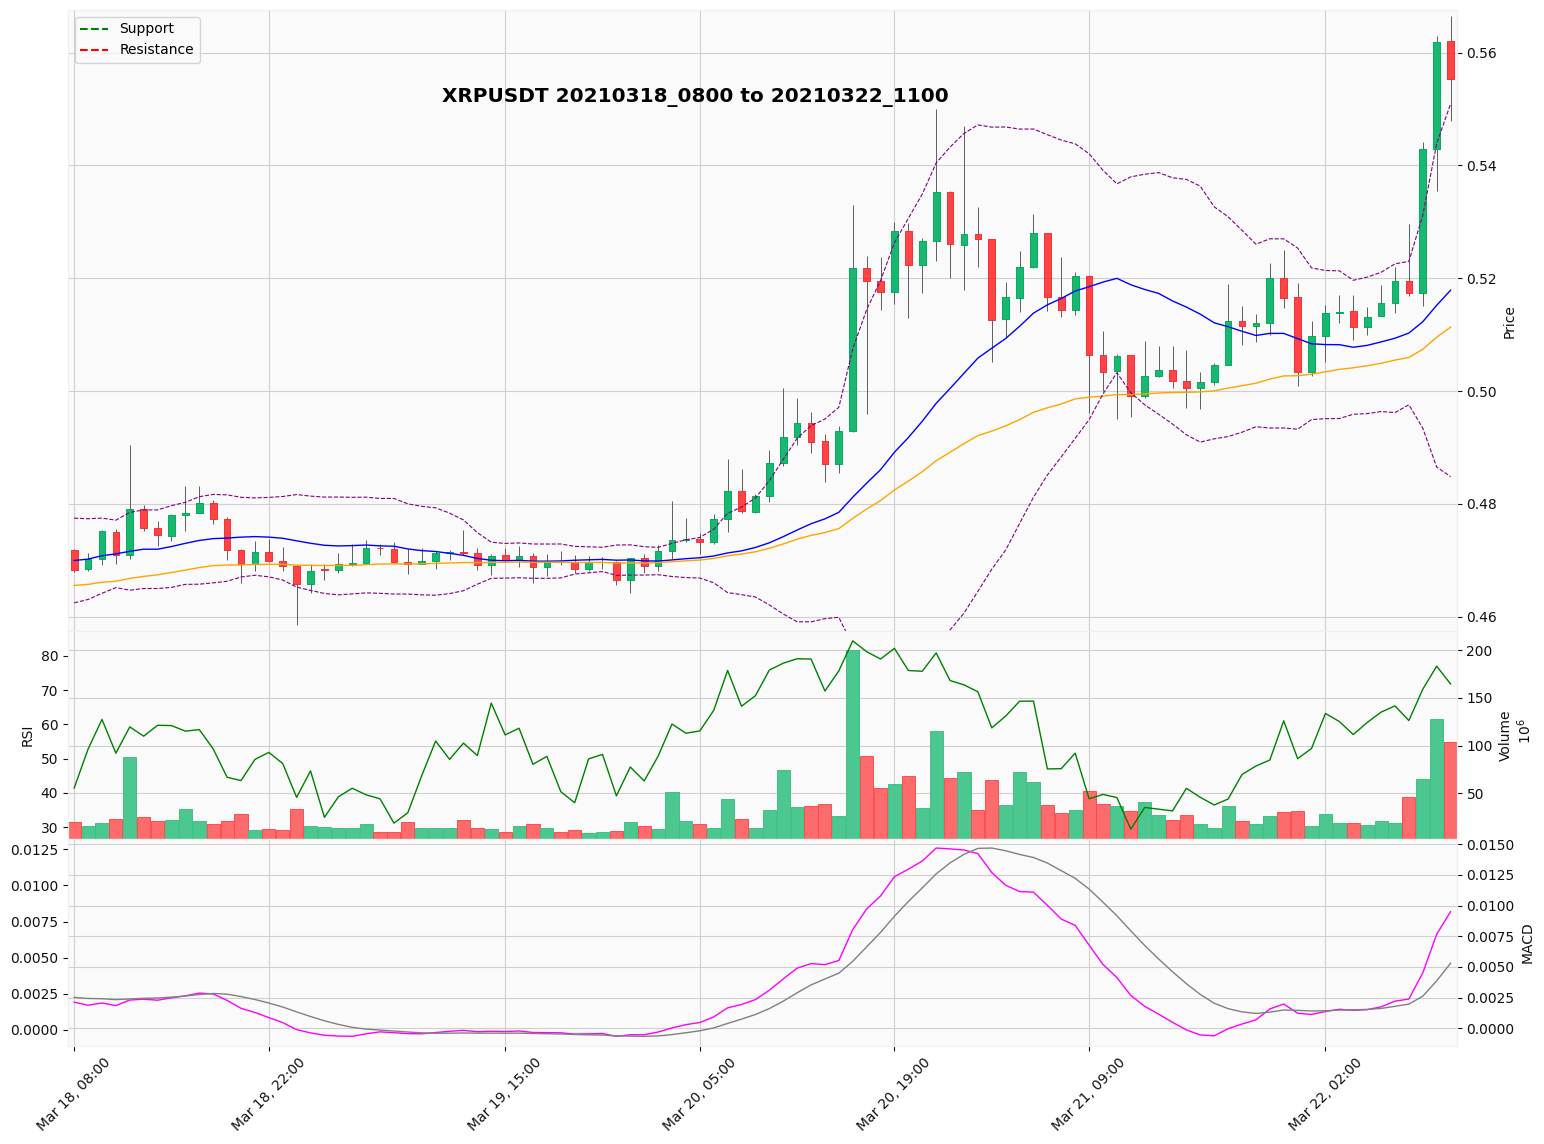 Support
Resistance
XRPUSDT 20210318_0800 to 20210322_1100
0.56
0.54
0.52
0.50
0.48
0.46
Price
80
70
60
50
40
30
RSI
200
150
100
50
Volume
10^6
0.0125
0.0100
0.0075
0.0050
0.0025
0.0000
0.0150
0.0125
0.0100
0.0075
0.0050
0.0025
0.0000
MACD
Mar 18, 08:00
Mar 18, 22:00
Mar 19, 15:00
Mar 20, 05:00
Mar 20, 19:00
Mar 21, 09:00
Mar 22, 02:00